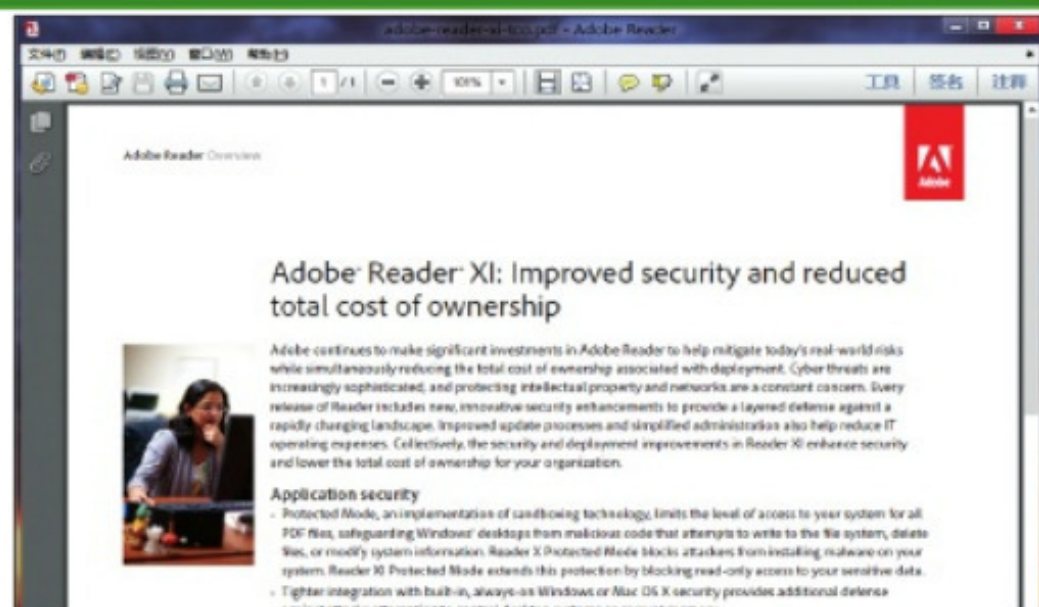 adobe-reader-xi-tco.pdf - Adobe Reader
文件(F) 编辑(E) 视图(V) 窗口(W) 帮助(H)
1 / 1 101% 工具 签名 注释
Adobe Reader Overview
Adobe
Adobe Reader XI: Improved security and reduced
total cost of ownership
Adobe continues to make significant investments in Adobe Reader to help mitigate today's real-world risks
while simultaneously reducing the total cost of ownership associated with deployment. Cyber threats are
increasingly sophisticated, and protecting intellectual property and networks are a constant concern. Every
release of Reader includes new, innovative security enhancements to provide a layered defense against a
rapidly changing landscape. Improved update processes and simplified administration also help reduce IT
operating expenses. Collectively, the security and deployment improvements in Reader XI enhance security
and lower the total cost of ownership for your organization.
Application security
- Protected Mode, an implementation of sandboxing technology, limits the level of access to your system for all
PDF files, safeguarding Windows desktops from malicious code that attempts to write to the file system, delete
files, or modify system information. Reader X Protected Mode blocks attackers from installing malware on your
system. Reader XI Protected Mode extends this protection by blocking read-only access to your sensitive data.
- Tighter integration with built-in, always-on Windows or Mac OS X security provides additional defense